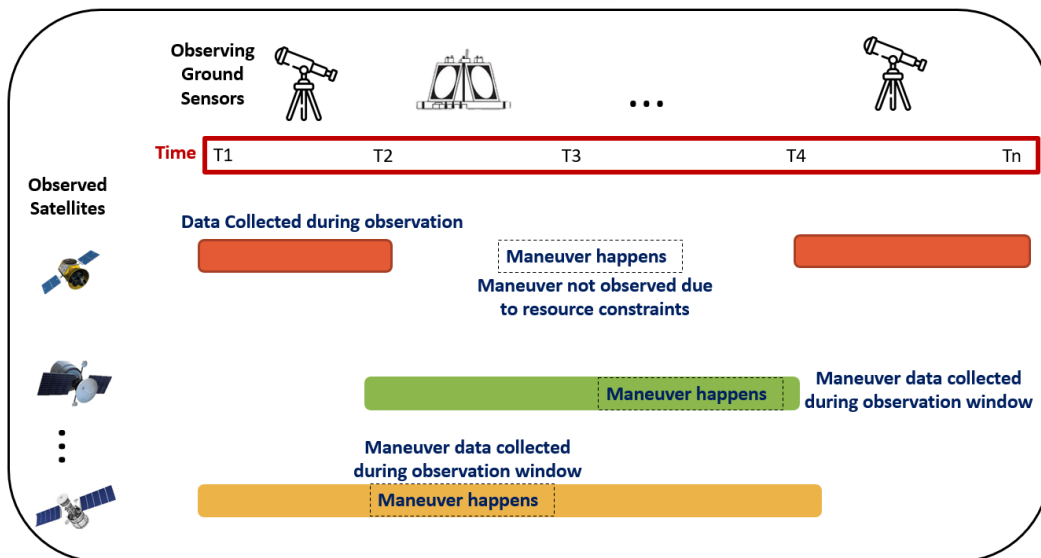 Observing
Ground
Sensors
...
Time T1 T2 T3 T4 Tn
Observed
Satellites
Data Collected during observation
Maneuver happens
Maneuver not observed due
to resource constraints
Maneuver happens
Maneuver data collected
during observation window
Maneuver data collected
during observation window
Maneuver happens